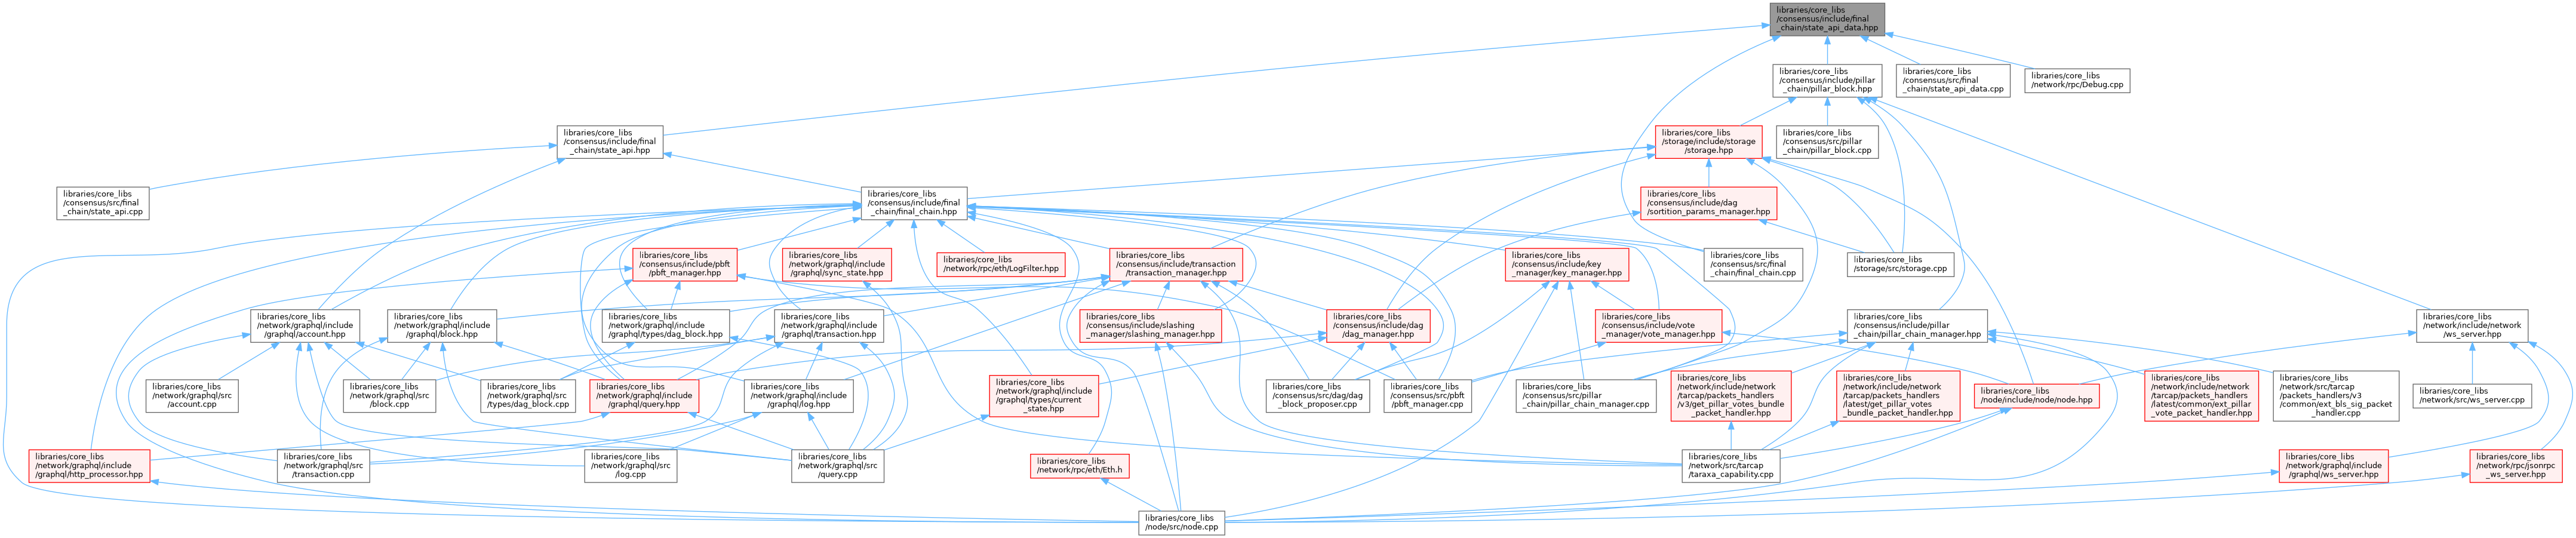 libraries/core_libs
/consensus/include/final
_chain/state_api_data.hpp
libraries/core_libs
/consensus/include/pillar
_chain/pillar_block.hpp
libraries/core_libs
/consensus/src/final
_chain/state_api_data.cpp
libraries/core_libs
/network/rpc/Debug.cpp
libraries/core_libs
/consensus/include/final
_chain/state_api.hpp
libraries/core_libs
/storage/include/storage
/storage.hpp
libraries/core_libs
/consensus/src/pillar
_chain/pillar_block.cpp
libraries/core_libs
/consensus/src/final
_chain/state_api.cpp
libraries/core_libs
/consensus/include/final
_chain/final_chain.hpp
libraries/core_libs
/consensus/include/dag
/sortition_params_manager.hpp
libraries/core_libs
/consensus/include/pbft
/pbft_manager.hpp
libraries/core_libs
/network/graphql/include
/graphql/sync_state.hpp
libraries/core_libs
/network/rpc/eth/LogFilter.hpp
libraries/core_libs
/consensus/include/transaction
/transaction_manager.hpp
libraries/core_libs
/consensus/include/key
_manager/key_manager.hpp
libraries/core_libs
/consensus/src/final
_chain/final_chain.cpp
libraries/core_libs
/storage/src/storage.cpp
libraries/core_libs
/network/graphql/include
/graphql/account.hpp
libraries/core_libs
/network/graphql/include
/graphql/block.hpp
libraries/core_libs
/network/graphql/include
/graphql/types/dag_block.hpp
libraries/core_libs
/network/graphql/include
/graphql/transaction.hpp
libraries/core_libs
/consensus/include/slashing
_manager/slashing_manager.hpp
libraries/core_libs
/consensus/include/dag
/dag_manager.hpp
libraries/core_libs
/consensus/include/vote
_manager/vote_manager.hpp
libraries/core_libs
/consensus/include/pillar
_chain/pillar_chain_manager.hpp
libraries/core_libs
/network/include/network
/ws_server.hpp
libraries/core_libs
/network/graphql/src
/account.cpp
libraries/core_libs
/network/graphql/src
/block.cpp
libraries/core_libs
/network/graphql/src
/types/dag_block.cpp
libraries/core_libs
/network/graphql/include
/graphql/query.hpp
libraries/core_libs
/network/graphql/include
/graphql/log.hpp
libraries/core_libs
/network/graphql/include
/graphql/types/current
_state.hpp
libraries/core_libs
/consensus/src/dag/dag
_block_proposer.cpp
libraries/core_libs
/consensus/src/pbft
/pbft_manager.cpp
libraries/core_libs
/consensus/src/pillar
_chain/pillar_chain_manager.cpp
libraries/core_libs
/network/include/network
/tarcap/packets_handlers
/v3/get_pillar_votes_bundle
_packet_handler.hpp
libraries/core_libs
/network/include/network
/tarcap/packets_handlers
/latest/get_pillar_votes
_bundle_packet_handler.hpp
libraries/core_libs
/node/include/node/node.hpp
libraries/core_libs
/network/include/network
/tarcap/packets_handlers
/latest/common/ext_pillar
_vote_packet_handler.hpp
libraries/core_libs
/network/src/tarcap
/packets_handlers/v3
/common/ext_bls_sig_packet
_handler.cpp
libraries/core_libs
/network/src/ws_server.cpp
libraries/core_libs
/network/graphql/include
/graphql/http_processor.hpp
libraries/core_libs
/network/graphql/src
/transaction.cpp
libraries/core_libs
/network/graphql/src
/log.cpp
libraries/core_libs
/network/graphql/src
/query.cpp
libraries/core_libs
/network/rpc/eth/Eth.h
libraries/core_libs
/network/src/tarcap
/taraxa_capability.cpp
libraries/core_libs
/network/graphql/include
/graphql/ws_server.hpp
libraries/core_libs
/network/rpc/jsonrpc
_ws_server.hpp
libraries/core_libs
/node/src/node.cpp